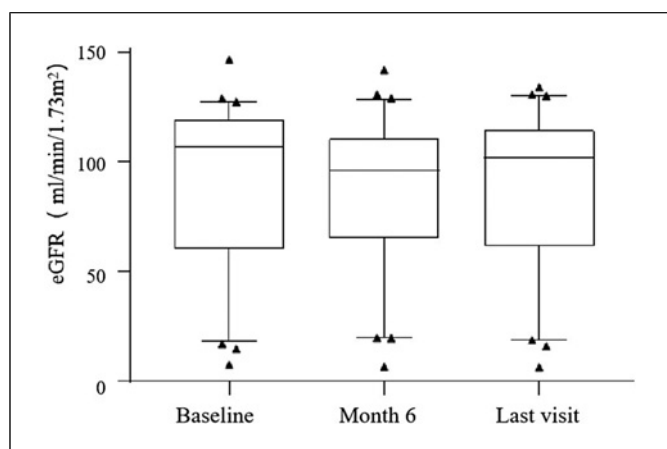 150
100
50
0
eGFR ( ml/min/1.73m²)
Baseline
Month 6
Last visit